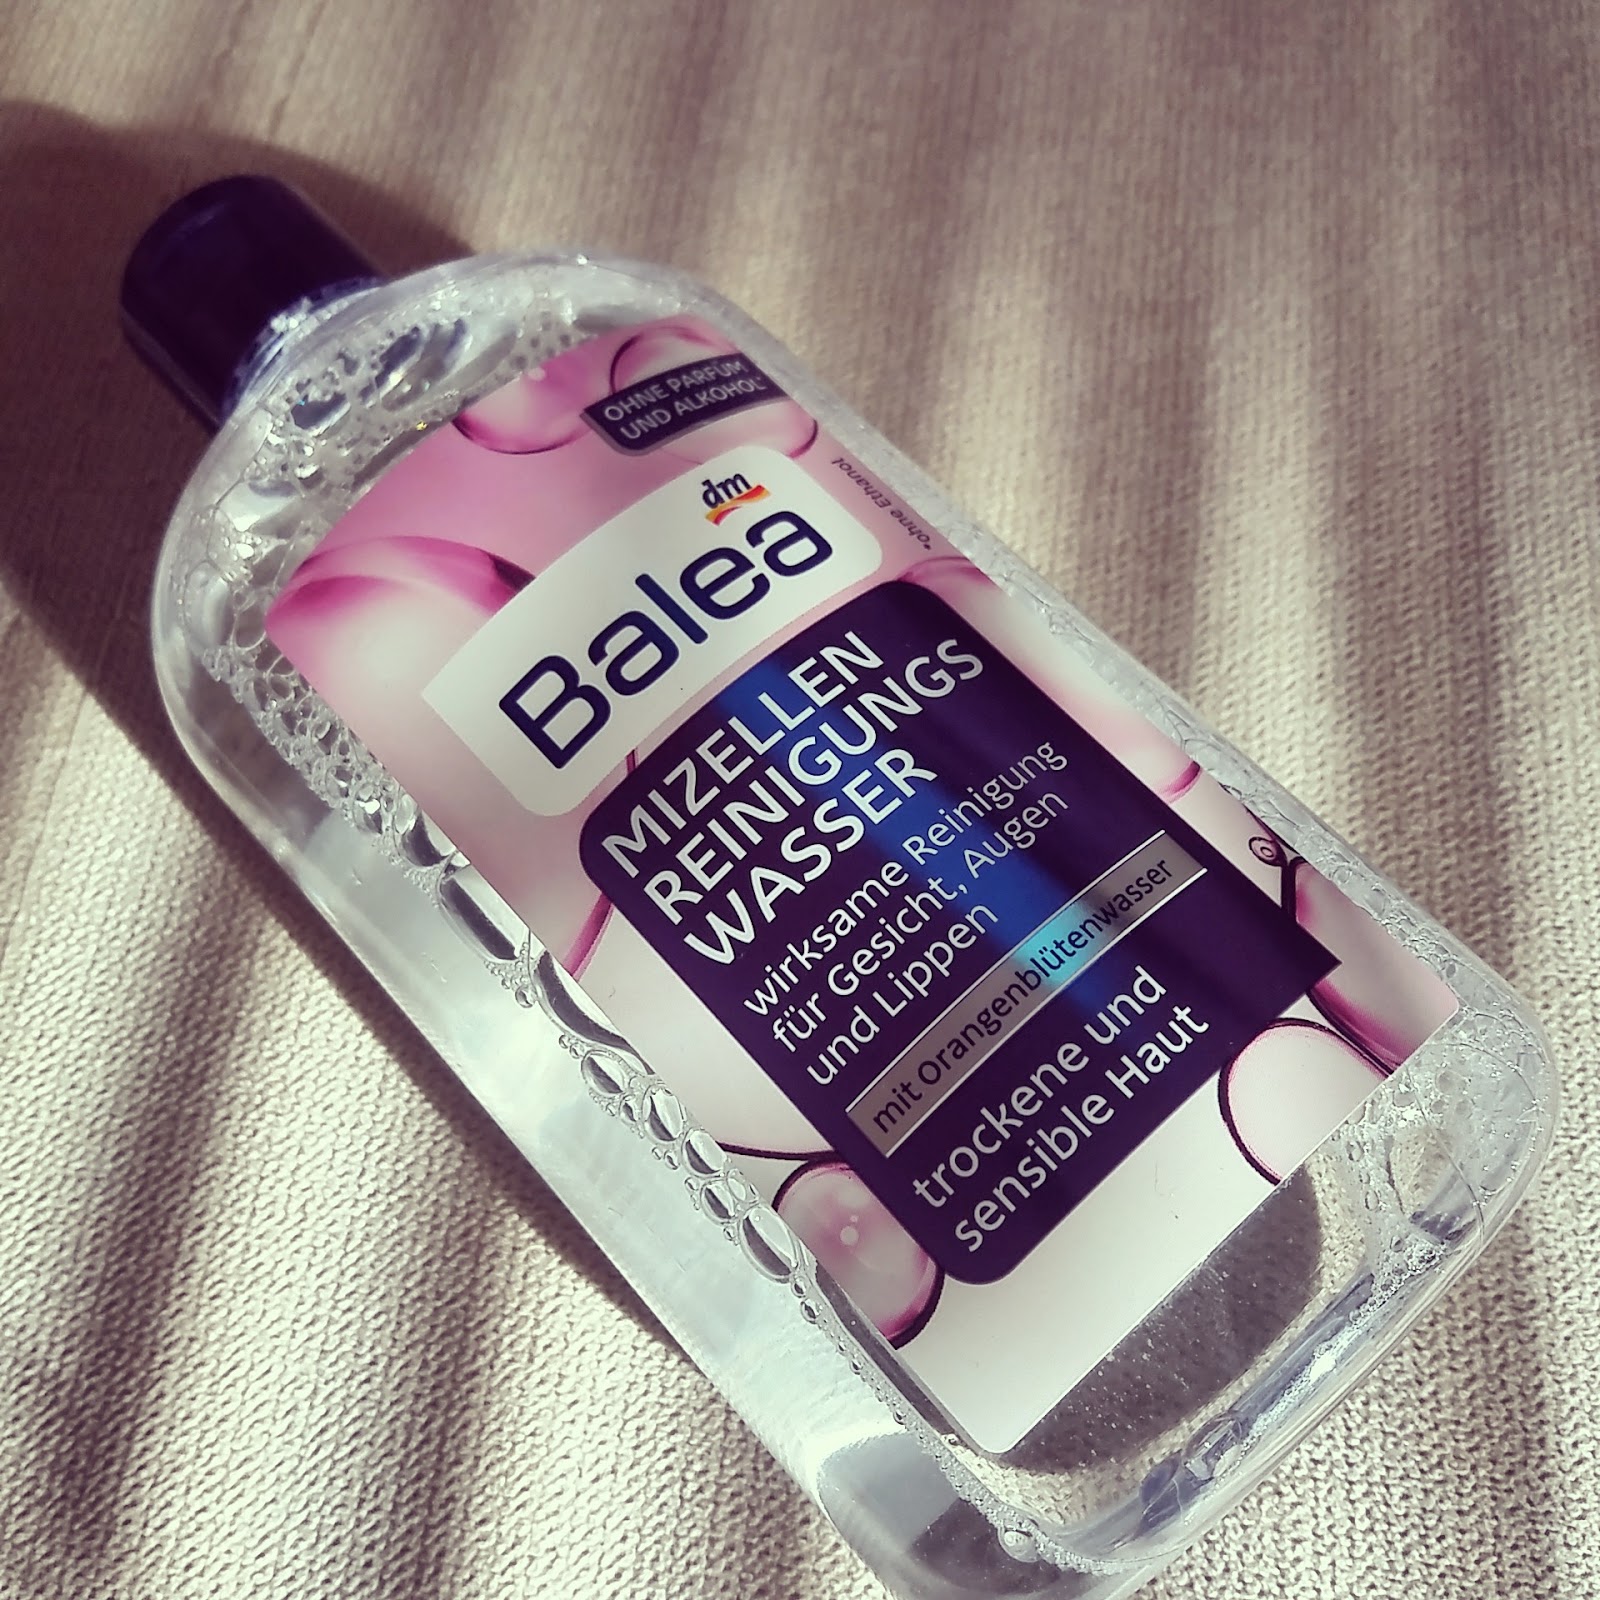 OHNE PARFÜM
UND ALKOHOL*
*ohne Ethanol
dm
Balea
MIZELLEN
REINIGUNGS
WASSER
wirksame Reinigung
für Gesicht, Augen
und Lippen
mit Orangenblütenwasser
trockene und
sensible Haut